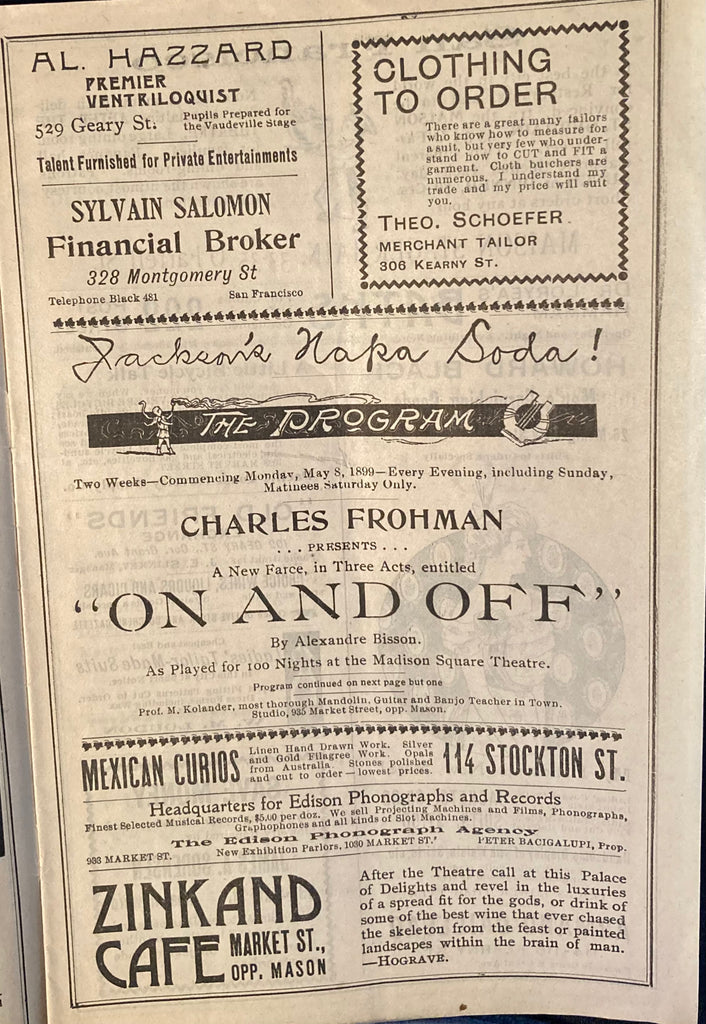 AL. HAZZARD
PREMIER
VENTRILOQUIST
529 Geary St.
Pupils Prepared for
the Vaudeville Stage
Talent Furnished for Private Entertainments
SYLVAIN SALOMON
Financial Broker
328 Montgomery St
Telephone Black 481 San Francisco
CLOTHING
TO ORDER
There are a great many tailors
who know how to measure for
a suit, but very few who under-
stand how to CUT and FIT a
garment. Cloth butchers are
numerous. I understand my
trade and my price will suit
you.
THEO. SCHOEFER
MERCHANT TAILOR
306 KEARNY ST.
Jackson's Napa Soda!
THE PROGRAM
TWO WEEKS—COMMENCING MONDAY, MAY 8, 1899—EVERY EVENING, INCLUDING SUNDAY,
MATINEES SATURDAY ONLY.
CHARLES FROHMAN
. . . PRESENTS . . .
A New Farce, in Three Acts, entitled
"ON AND OFF"
By Alexandre Bisson.
As Played for 100 Nights at the Madison Square Theatre.
Program continued on next page but one
Prof. M. Kolander, most thorough Mandolin, Guitar and Banjo Teacher in Town.
Studio, 935 Market Street, opp. Mason.
MEXICAN CURIOS
Linen Hand Drawn Work. Silver
and Gold Filagree Work. Opals
from Australia. Stones polished
and cut to order—lowest prices.
114 STOCKTON ST.
Headquarters for Edison Phonographs and Records
Finest Selected Musical Records, $5.00 per doz. We sell Projecting Machines and Films, Phonographs,
Graphophones and all kinds of Slot Machines.
The Edison Phonograph Agency
933 MARKET ST. New Exhibition Parlors, 1030 MARKET ST. PETER BACIGALUPI, Prop.
ZINKAND
CAFE
MARKET ST.,
OPP. MASON
After the Theatre call at this Palace
of Delights and revel in the luxuries
of a spread fit for the gods, or drink of
some of the best wine that ever chased
the skeleton from the feast or painted
landscapes within the brain of man.
—HOGRAVE.